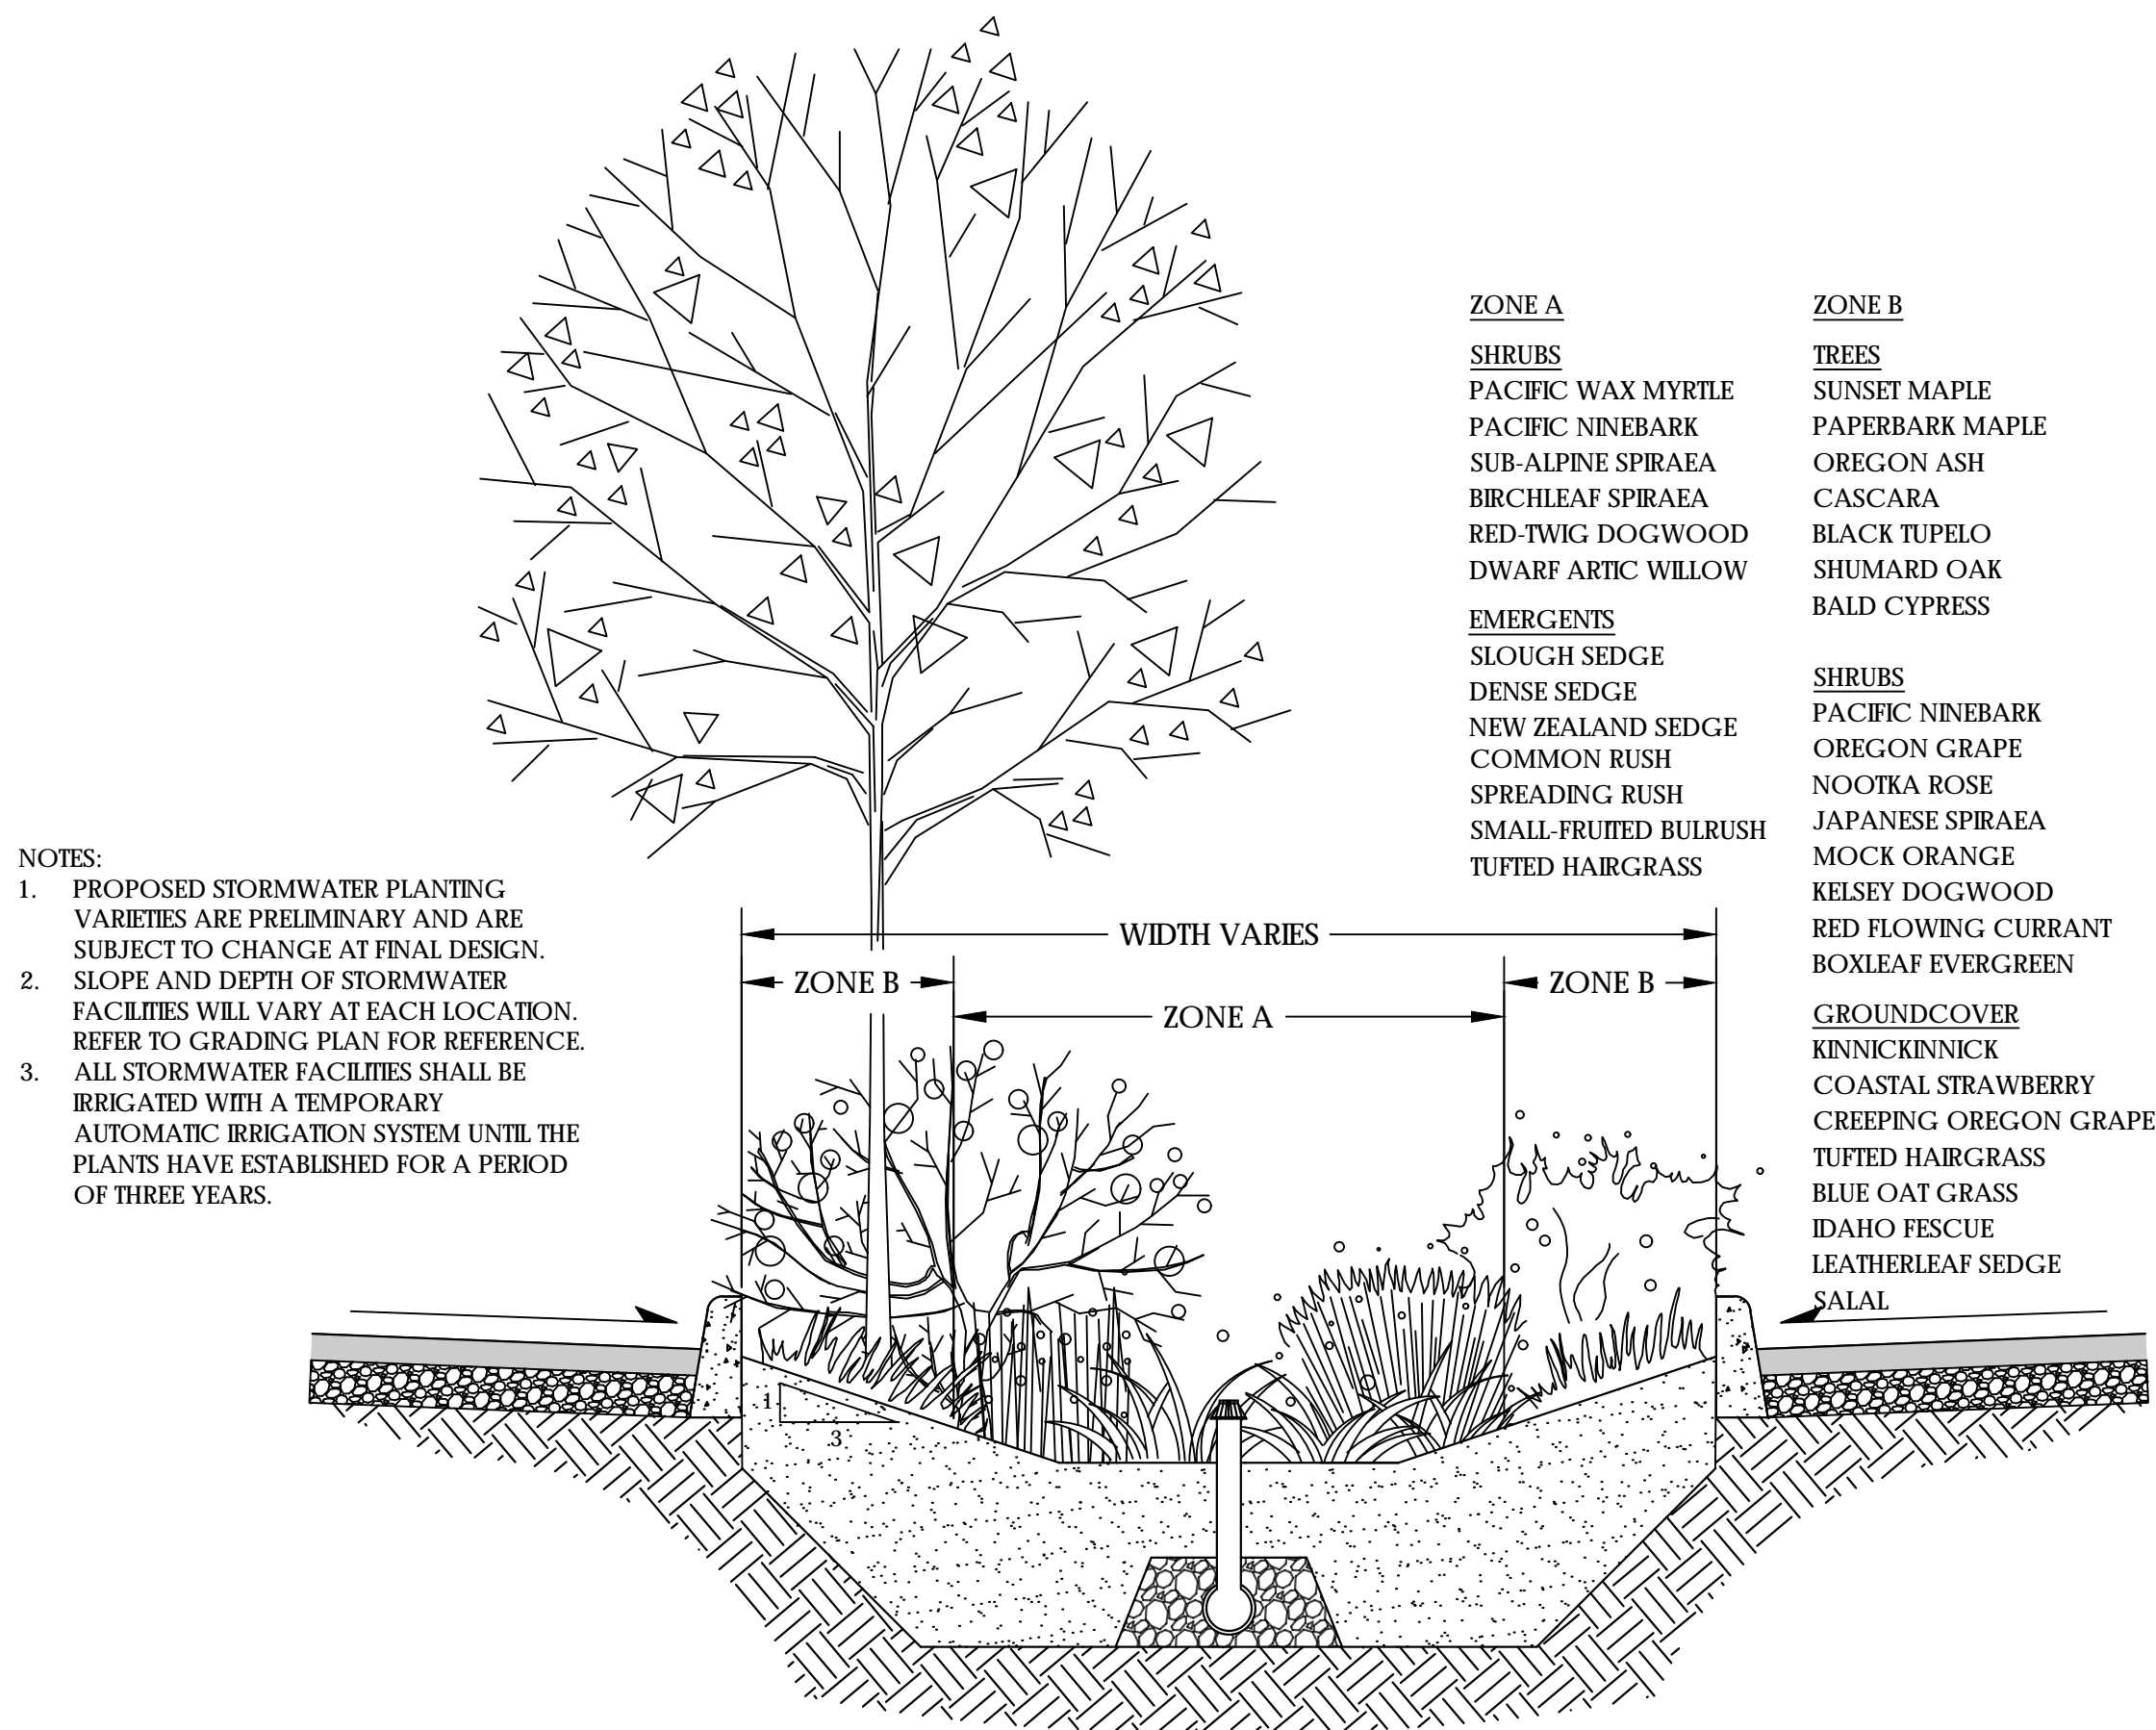 ZONE A
SHRUBS
PACIFIC WAX MYRTLE
PACIFIC NINEBARK
SUB-ALPINE SPIRAEA
BIRCHLEAF SPIRAEA
RED-TWIG DOGWOOD
DWARF ARTIC WILLOW
EMERGENTS
SLOUGH SEDGE
DENSE SEDGE
NEW ZEALAND SEDGE
COMMON RUSH
SPREADING RUSH
SMALL-FRUITED BULRUSH
TUFTED HAIRGRASS
ZONE B
TREES
SUNSET MAPLE
PAPERBARK MAPLE
OREGON ASH
CASCARA
BLACK TUPELO
SHUMARD OAK
BALD CYPRESS
SHRUBS
PACIFIC NINEBARK
OREGON GRAPE
NOOTKA ROSE
JAPANESE SPIRAEA
MOCK ORANGE
KELSEY DOGWOOD
RED FLOWING CURRANT
BOXLEAF EVERGREEN
GROUNDCOVER
KINNICKINNICK
COASTAL STRAWBERRY
CREEPING OREGON GRAPE
TUFTED HAIRGRASS
BLUE OAT GRASS
IDAHO FESCUE
LEATHERLEAF SEDGE
SALAL
NOTES:
1. PROPOSED STORMWATER PLANTING
VARIETIES ARE PRELIMINARY AND ARE
SUBJECT TO CHANGE AT FINAL DESIGN.
2. SLOPE AND DEPTH OF STORMWATER
FACILITIES WILL VARY AT EACH LOCATION.
REFER TO GRADING PLAN FOR REFERENCE.
3. ALL STORMWATER FACILITIES SHALL BE
IRRIGATED WITH A TEMPORARY
AUTOMATIC IRRIGATION SYSTEM UNTIL THE
PLANTS HAVE ESTABLISHED FOR A PERIOD
OF THREE YEARS.
WIDTH VARIES
ZONE B
ZONE B
ZONE A
1
3